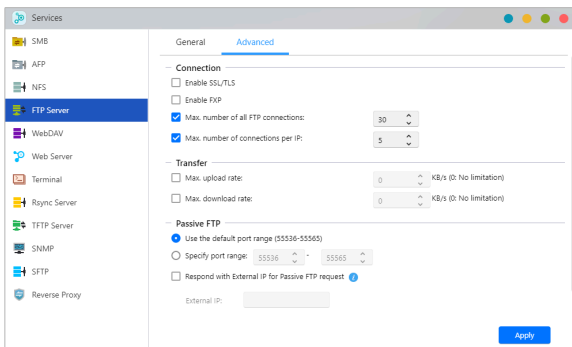 Services
SMB
AFP
NFS
FTP Server
WebDAV
Web Server
Terminal
Rsync Server
TFTP Server
SNMP
SFTP
Reverse Proxy
General Advanced
Connection
Enable SSL/TLS
Enable FXP
Max. number of all FTP connections: 30
Max. number of connections per IP: 5
Transfer
Max. upload rate: 0 KB/s (0: No limitation)
Max. download rate: 0 KB/s (0: No limitation)
Passive FTP
Use the default port range (55536-55565)
Specify port range: 55536 - 55565
Respond with External IP for Passive FTP request i
External IP:
Apply